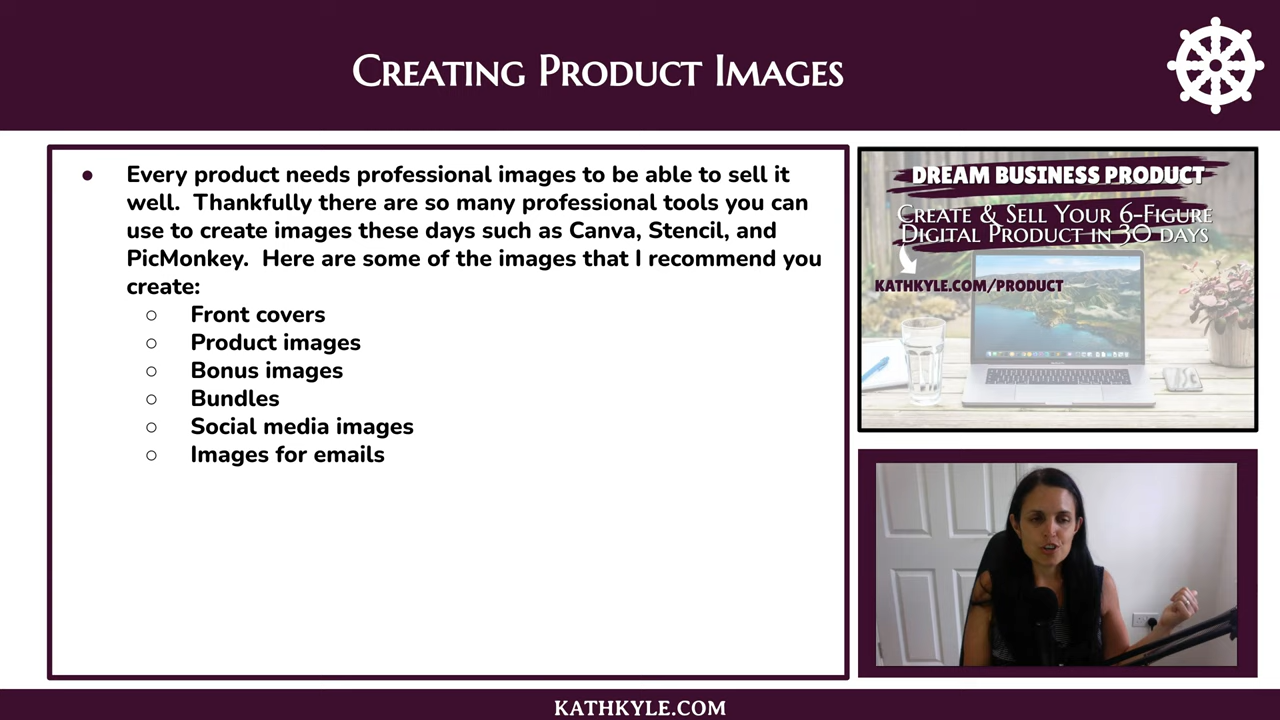 Creating Product Images
Every product needs professional images to be able to sell it
well. Thankfully there are so many professional tools you can
use to create images these days such as Canva, Stencil, and
PicMonkey. Here are some of the images that I recommend you
create:
Front covers
Product images
Bonus images
Bundles
Social media images
Images for emails
DREAM BUSINESS PRODUCT
Create & Sell Your 6-Figure
Digital Product in 30 days
KATHKYLE.COM/PRODUCT
KATHKYLE.COM